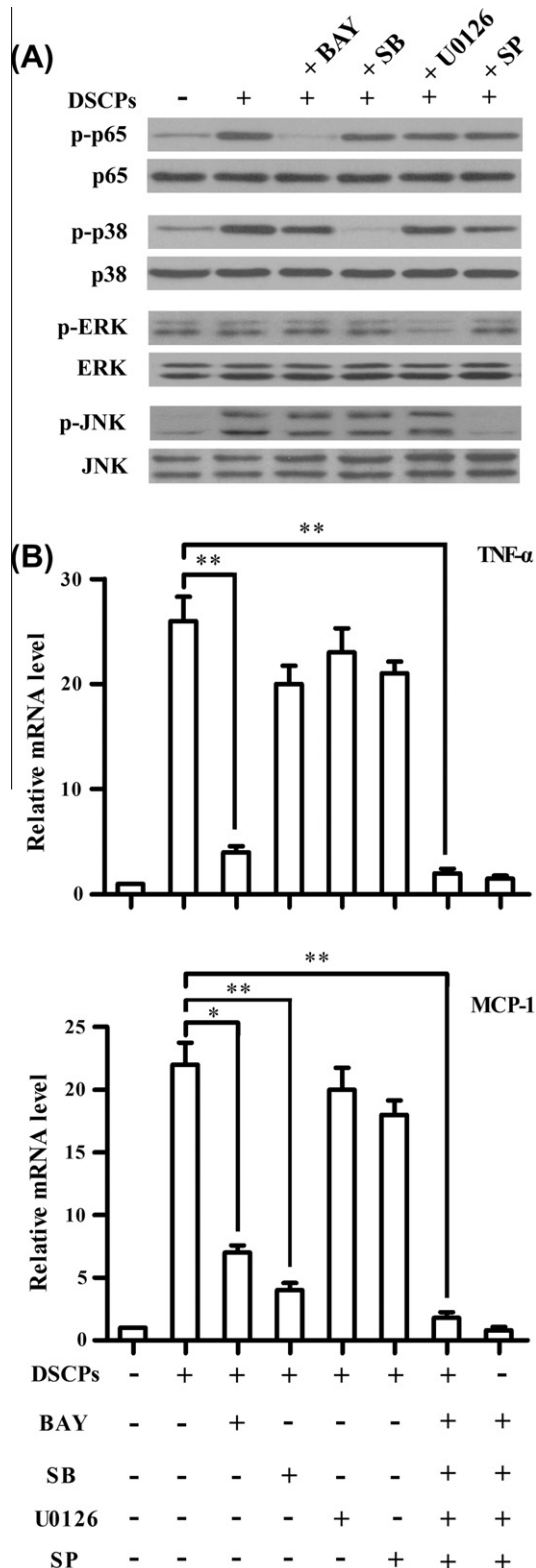 (A)
+ BAY + SB + U0126 + SP
DSCPs - + + + + +
p-p65
p65
p-p38
p38
p-ERK
ERK
p-JNK
JNK
(B)
**
TNF-α
**
30
20
10
0
Relative mRNA level
**
MCP-1
**
*
25
20
15
10
5
0
Relative mRNA level
DSCPs - + + + + + + -
BAY - - + - - - + +
SB - - - + - - + +
U0126 - - - - + - + +
SP - - - - - + + +